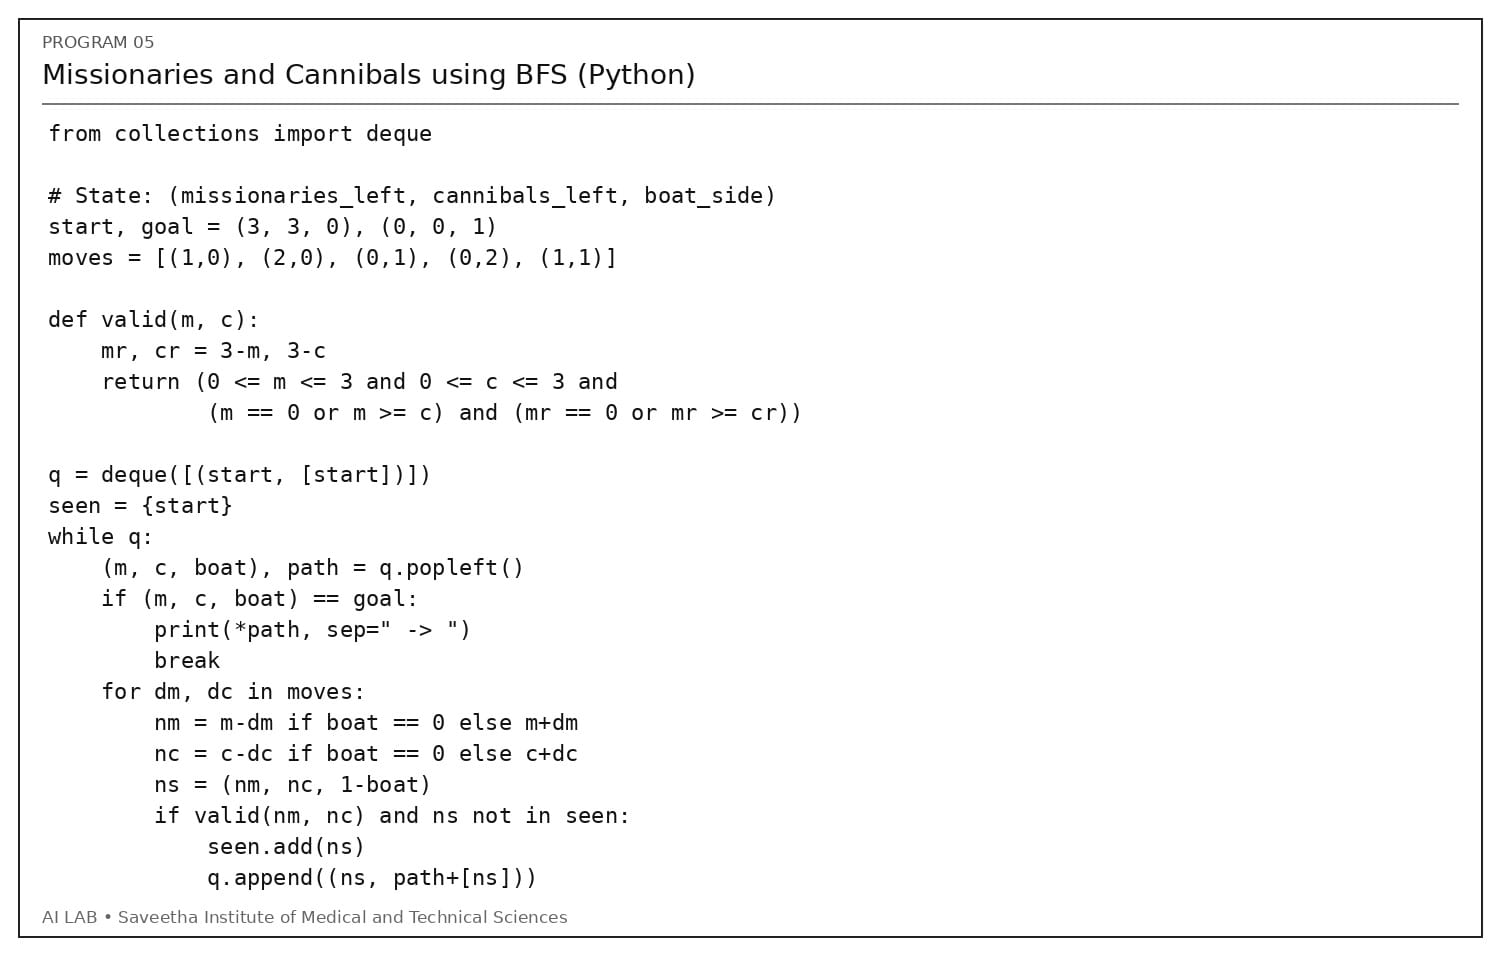 PROGRAM 05
Missionaries and Cannibals using BFS (Python)
from collections import deque

# State: (missionaries_left, cannibals_left, boat_side)
start, goal = (3, 3, 0), (0, 0, 1)
moves = [(1,0), (2,0), (0,1), (0,2), (1,1)]

def valid(m, c):
    mr, cr = 3-m, 3-c
    return (0 <= m <= 3 and 0 <= c <= 3 and
            (m == 0 or m >= c) and (mr == 0 or mr >= cr))

q = deque([(start, [start])])
seen = {start}
while q:
    (m, c, boat), path = q.popleft()
    if (m, c, boat) == goal:
        print(*path, sep=" -> ")
        break
    for dm, dc in moves:
        nm = m-dm if boat == 0 else m+dm
        nc = c-dc if boat == 0 else c+dc
        ns = (nm, nc, 1-boat)
        if valid(nm, nc) and ns not in seen:
            seen.add(ns)
            q.append((ns, path+[ns]))
AI LAB • Saveetha Institute of Medical and Technical Sciences